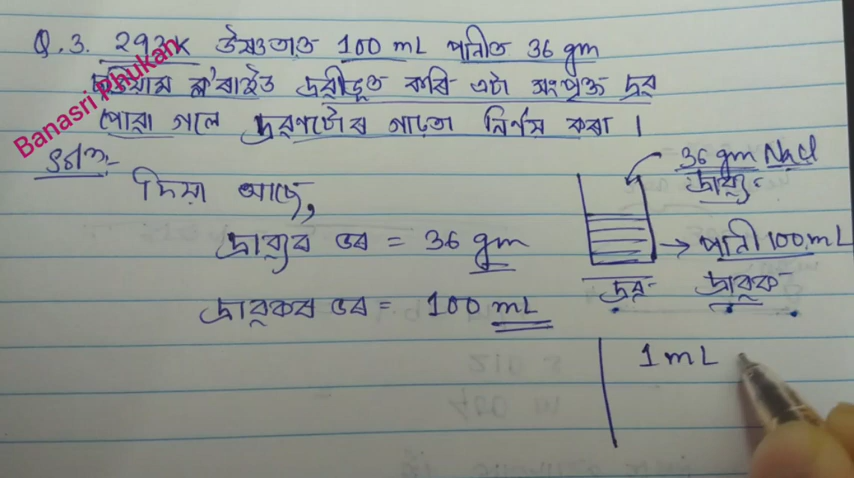 Q.3. 293K উষ্ণতাত 100 mL পানীত 36 gm
ছডিয়াম ক্ল'ৰাইড দ্ৰৱীভূত কৰি এটা সংপৃক্ত দ্ৰৱ
পোৱা গলে দ্ৰৱণটোৰ গাঢ়তা নিৰ্ণয় কৰা ।
Banasri Phukan
উত্তৰঃ-
দিয়া আছে,
দ্ৰাব্যৰ ভৰ = 36 gm
দ্ৰাৱকৰ ভৰ = 100 mL
36 gm NaCl
দ্ৰাব্য-
পানী 100 mL
দ্ৰৱ-
দ্ৰাৱক-
1 mL